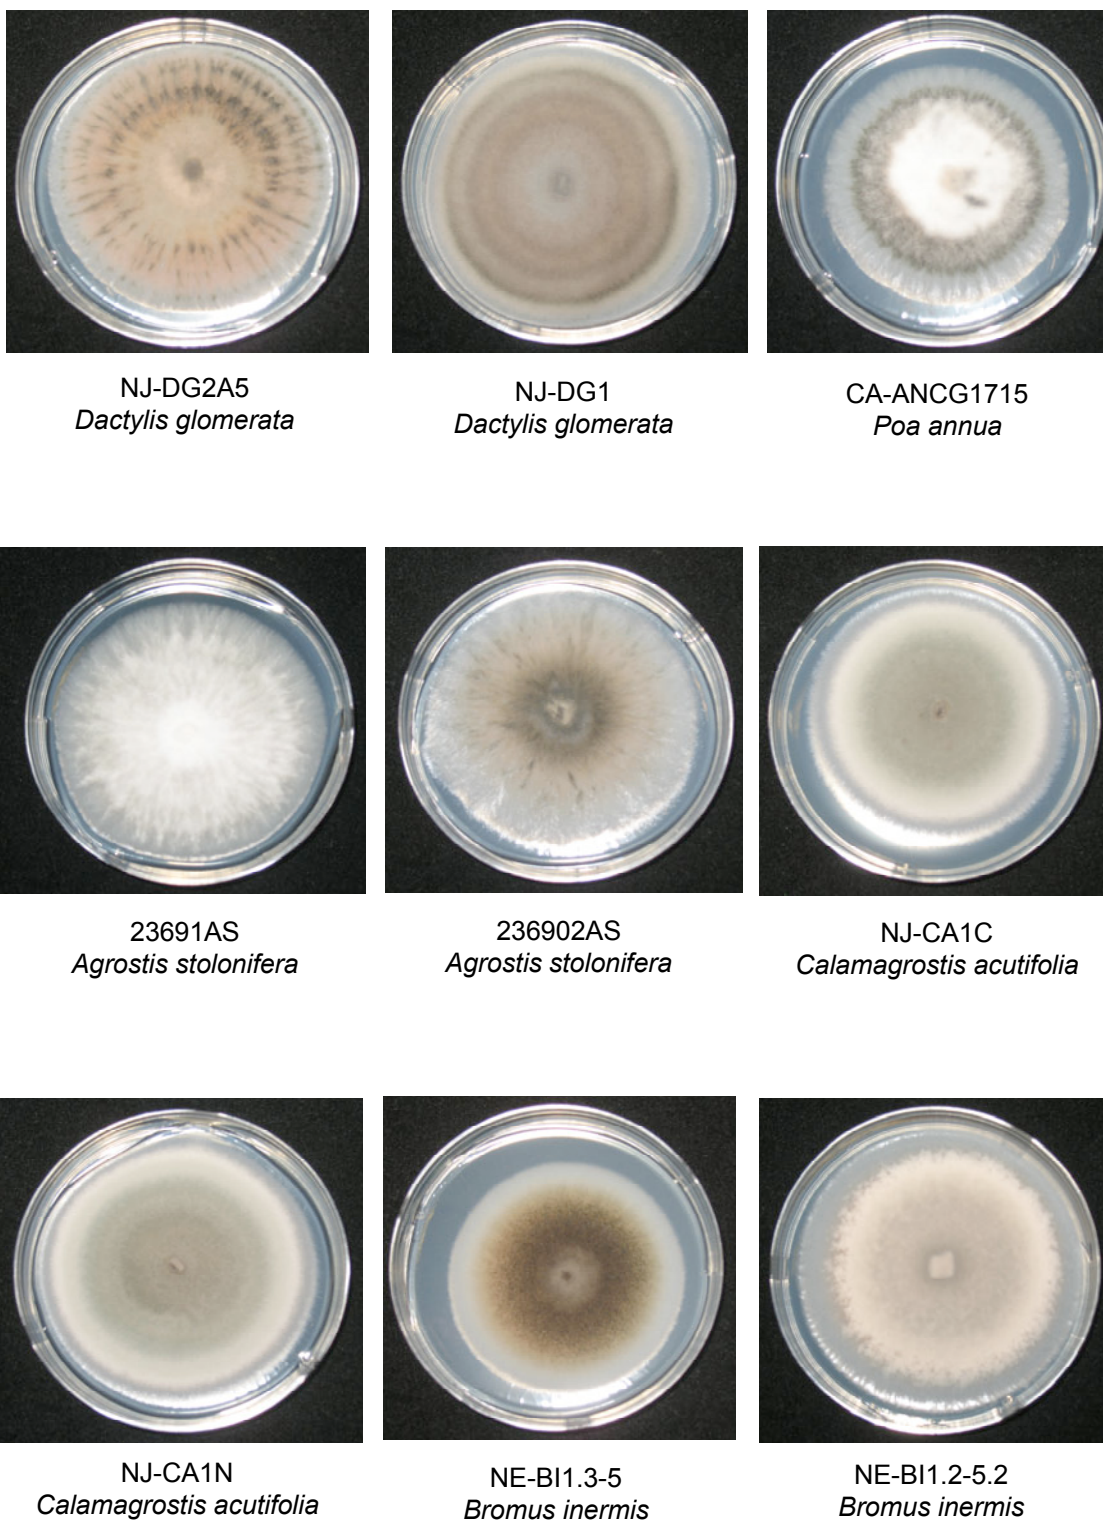 NJ-DG2A5
Dactylis glomerata
NJ-DG1
Dactylis glomerata
CA-ANCG1715
Poa annua
23691AS
Agrostis stolonifera
236902AS
Agrostis stolonifera
NJ-CA1C
Calamagrostis acutifolia
NJ-CA1N
Calamagrostis acutifolia
NE-BI1.3-5
Bromus inermis
NE-BI1.2-5.2
Bromus inermis